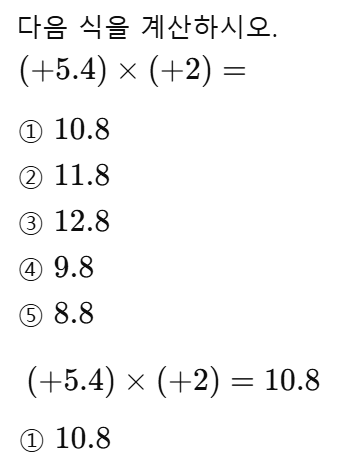 다음 식을 계산하시오.
(+5.4) × (+2) =
① 10.8
② 11.8
③ 12.8
④ 9.8
⑤ 8.8
(+5.4) × (+2) = 10.8
① 10.8